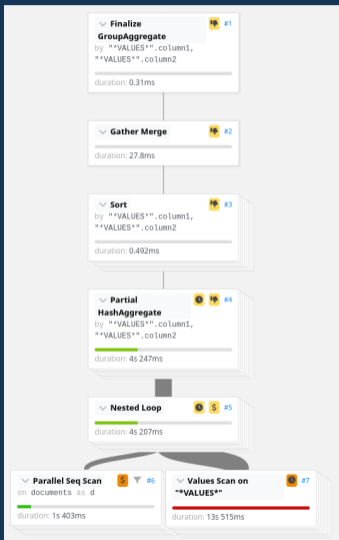 Finalize GroupAggregate #1
by "*VALUES*".column1,
"*VALUES*".column2
duration: 0.31ms
Gather Merge #2
duration: 27.8ms
Sort #3
by "*VALUES*".column1,
"*VALUES*".column2
duration: 0.492ms
Partial HashAggregate #4
by "*VALUES*".column1,
"*VALUES*".column2
duration: 4s 247ms
Nested Loop $ #5
duration: 4s 207ms
Parallel Seq Scan $ #6
on documents as d
duration: 1s 403ms
Values Scan on #7
"*VALUES*"
duration: 13s 515ms